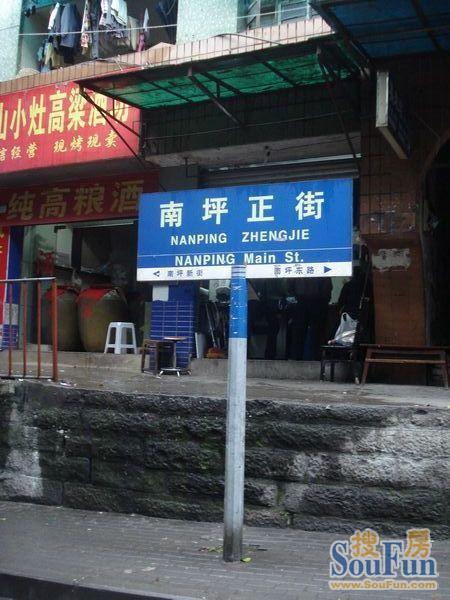 山小灶高粱酒坊
信经营 现烤现卖
纯高粮酒
南坪正街
NANPING ZHENGJIE
NANPING Main St.
南坪新街 南坪东路
搜房
SouFun
www.SouFun.com